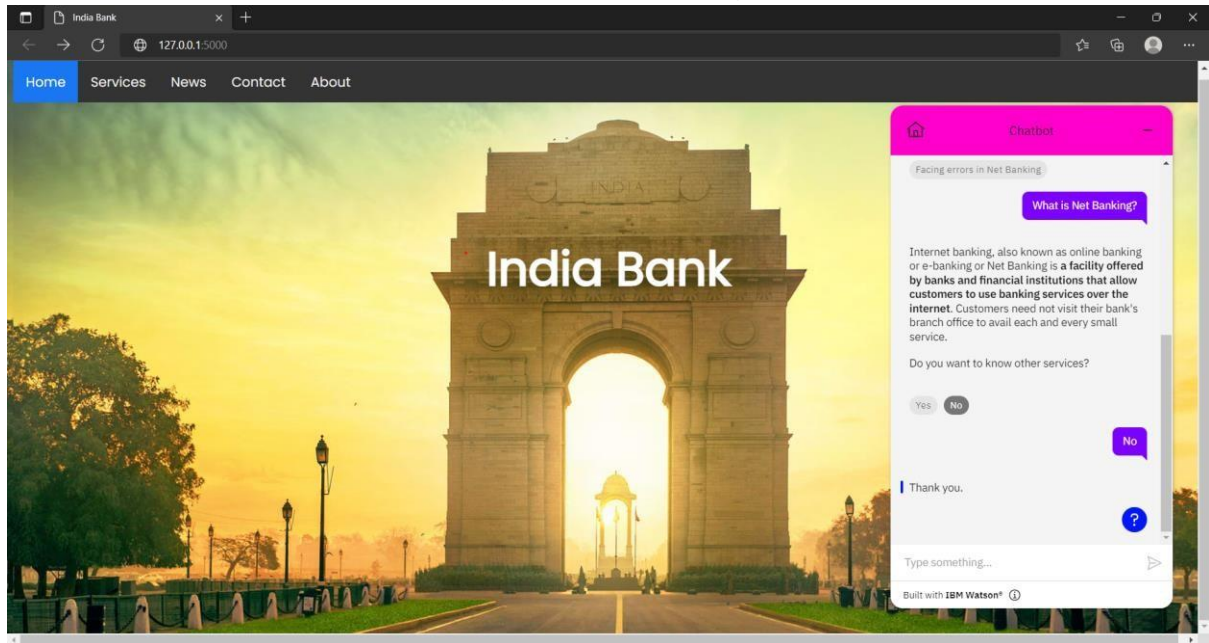 India Bank
127.0.0.1:5000
Home Services News Contact About
INDIA
India Bank
Chatbot
Facing errors in Net Banking
What is Net Banking?
Internet banking, also known as online banking
or e-banking or Net Banking is a facility offered
by banks and financial institutions that allow
customers to use banking services over the
internet. Customers need not visit their bank's
branch office to avail each and every small
service.
Do you want to know other services?
Yes No
No
Thank you.
?
Type something...
Built with IBM Watson®